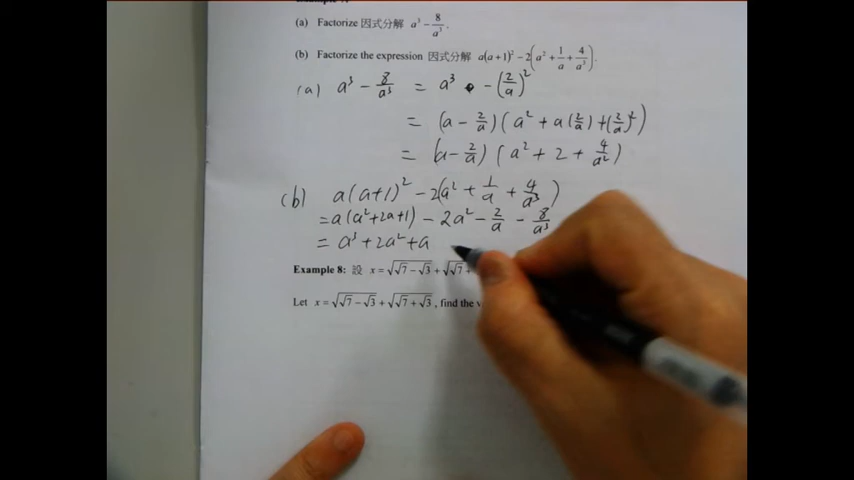 (a) Factorize 因式分解 a³ − 8/a³.
(b) Factorize the expression 因式分解 a(a+1)² − 2(a² + 1/a + 4/a³).
(a) a³ − 8/a³ = a³ − (2/a)²
= (a − 2/a)(a² + a(2/a) + (2/a)²)
= (a − 2/a)(a² + 2 + 4/a²)
(b) a(a+1)² − 2(a² + 1/a + 4/a³)
= a(a²+2a+1) − 2a² − 2/a − 8/a³
= a³ + 2a² + a
Example 8: 設 x = √(√7 − √3) + √(√7 +
Let x = √(√7 − √3) + √(√7 + √3), find the